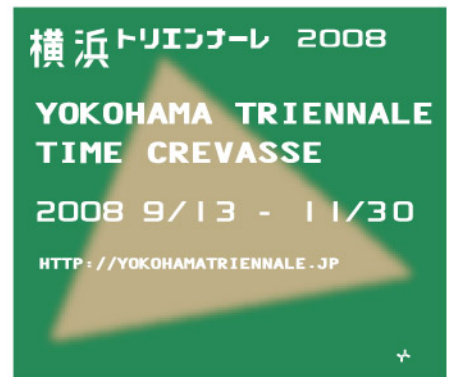 横浜トリエンナーレ 2008
YOKOHAMA TRIENNALE
TIME CREVASSE
2008 9/13 - 11/30
HTTP://YOKOHAMATRIENNALE.JP